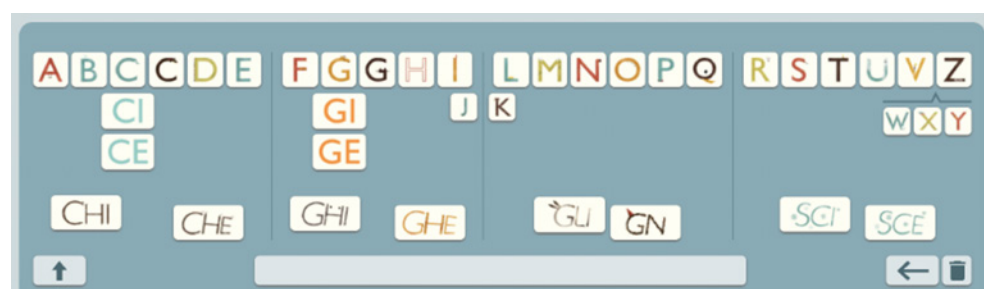 A B C C D E F G G H I L M N O P Q R S T U V Z
CI GI J K W X Y
CE GE
CHI CHE GHI GHE GLI GN SCI SCE